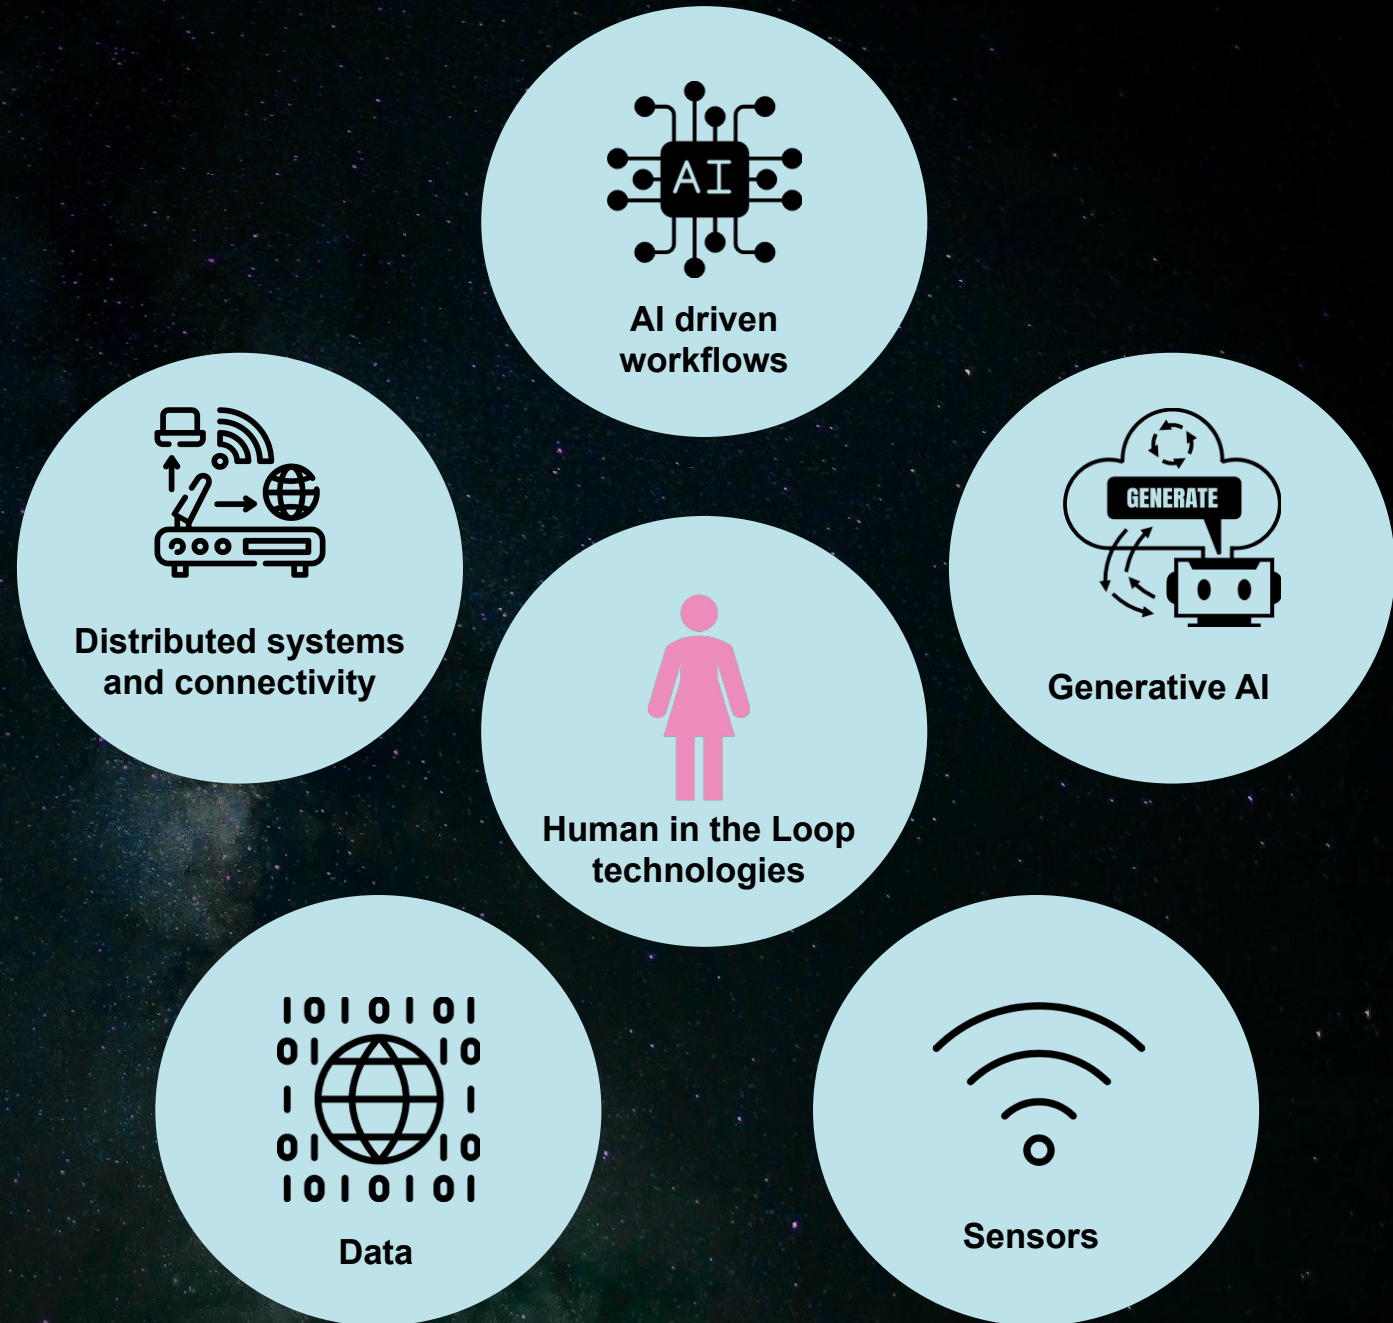 AI
AI driven
workflows
Distributed systems
and connectivity
GENERATE
Generative AI
Human in the Loop
technologies
1010101
01 10
1 1
01 10
1010101
Data
Sensors